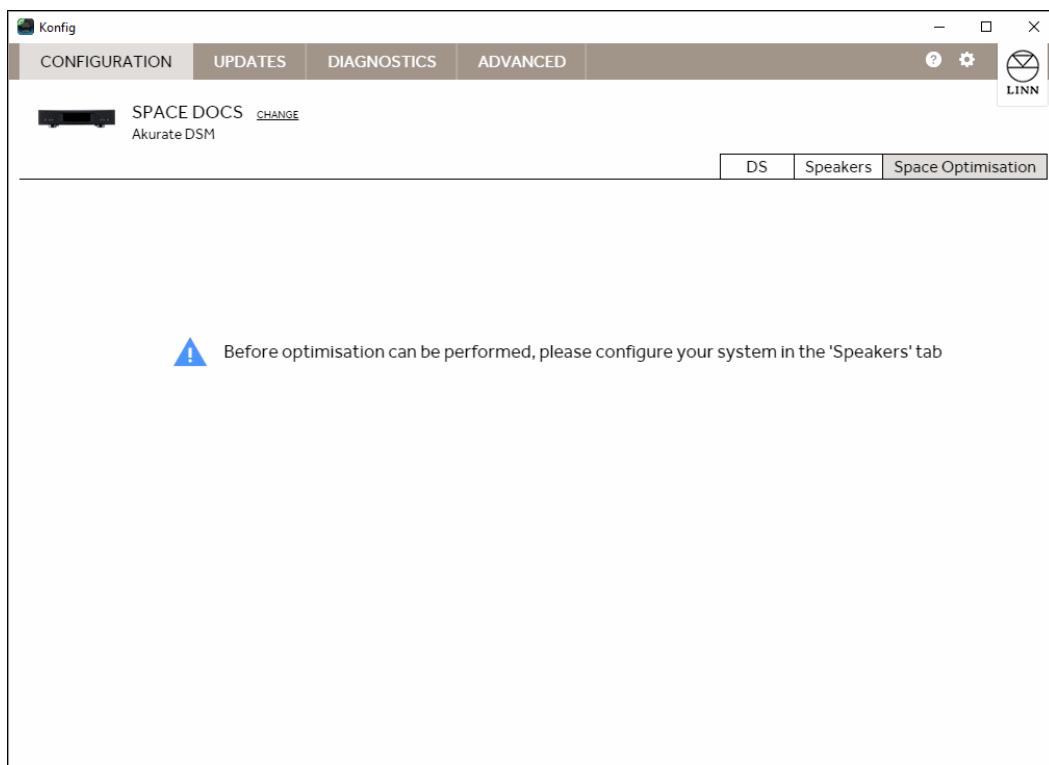 Konfig
CONFIGURATION UPDATES DIAGNOSTICS ADVANCED
LINN
SPACE DOCS CHANGE
Akurate DSM
DS Speakers Space Optimisation
Before optimisation can be performed, please configure your system in the 'Speakers' tab